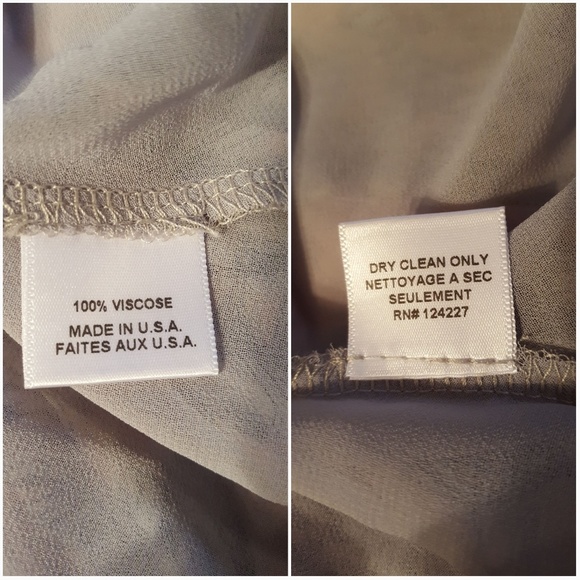 100% VISCOSE
MADE IN U.S.A.
FAITES AUX U.S.A.
DRY CLEAN ONLY
NETTOYAGE A SEC
SEULEMENT
RN# 124227